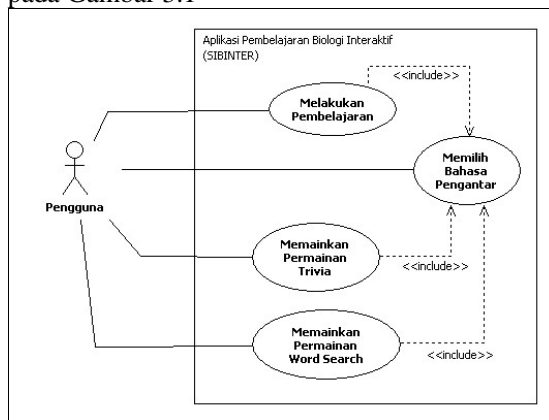 pada Gambar 3.1
Aplikasi Pembelajaran Biologi Interaktif
(SIBINTER)
<<include>>
Melakukan
Pembelajaran
Memilih
Bahasa
Pengantar
Pengguna
Memainkan
Permainan
Trivia
<<include>>
Memainkan
Permainan
Word Search
<<include>>